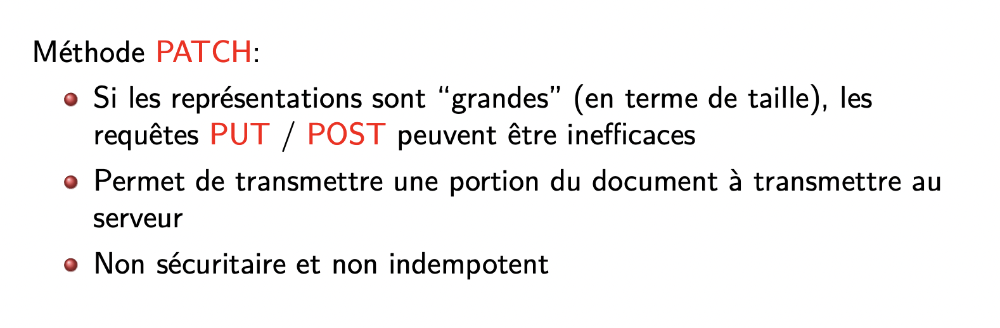 Méthode PATCH:
Si les représentations sont “grandes” (en terme de taille), les
requêtes PUT / POST peuvent être inefficaces
Permet de transmettre une portion du document à transmettre au
serveur
Non sécuritaire et non indempotent